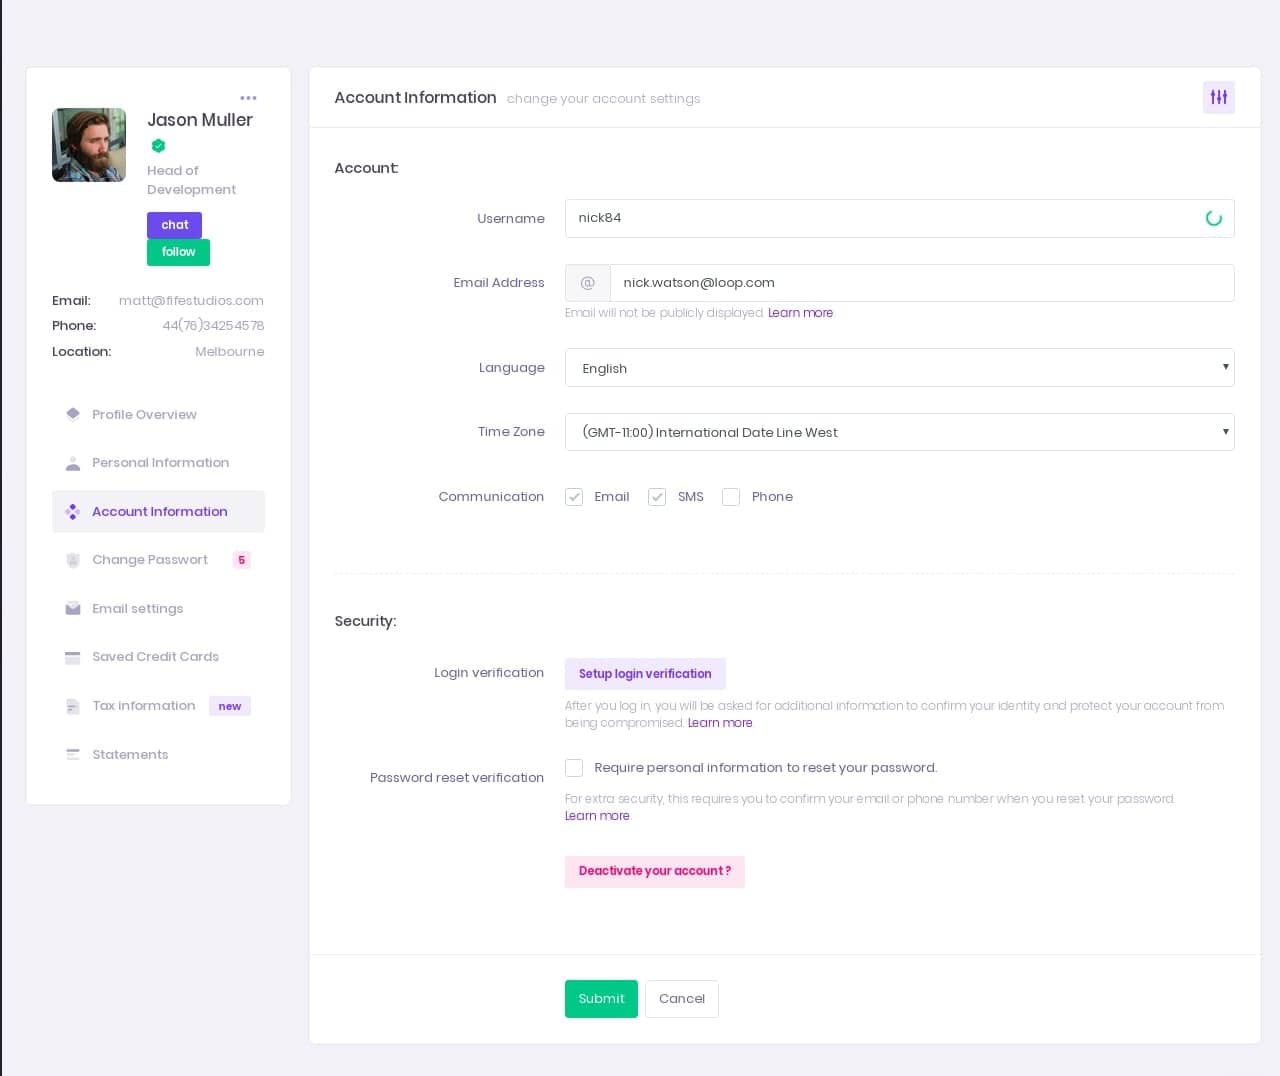 Jason Muller
Head of
Development
chat
follow
Email: matt@fifestudios.com
Phone: 44(76)34254578
Location: Melbourne
Profile Overview
Personal Information
Account Information
Change Passwort 5
Email settings
Saved Credit Cards
Tax information new
Statements
Account Information change your account settings
Account:
Username nick84
Email Address @ nick.watson@loop.com
Email will not be publicly displayed. Learn more.
Language English
Time Zone (GMT-11:00) International Date Line West
Communication Email SMS Phone
Security:
Login verification Setup login verification
After you log in, you will be asked for additional information to confirm your identity and protect your account from
being compromised. Learn more.
Password reset verification Require personal information to reset your password.
For extra security, this requires you to confirm your email or phone number when you reset your password.
Learn more.
Deactivate your account ?
Submit Cancel